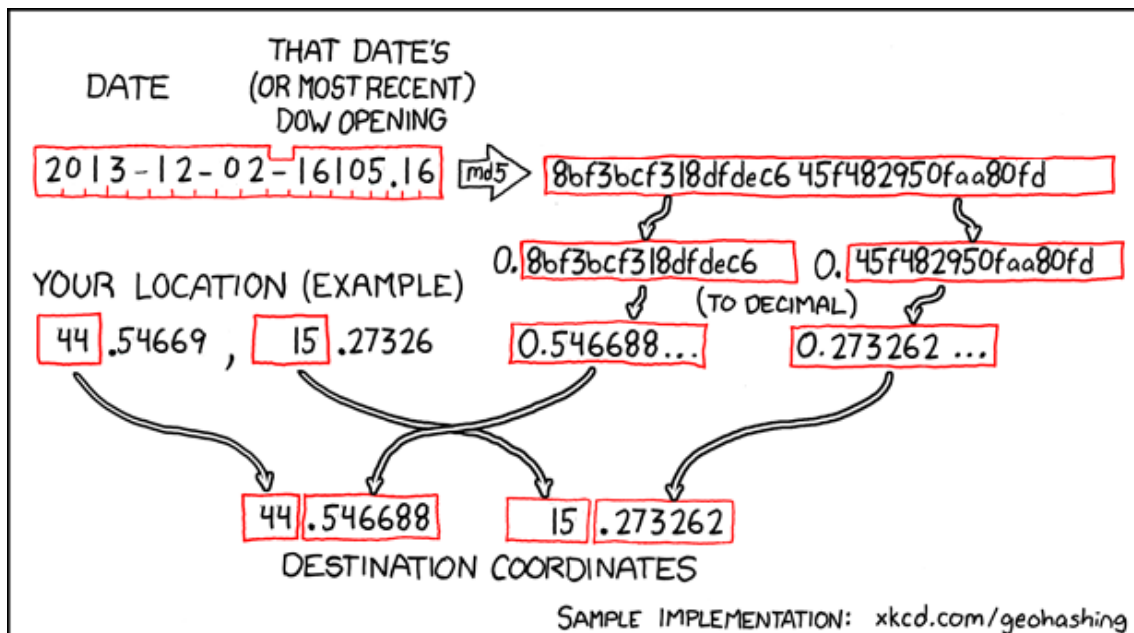 DATE
THAT DATE'S
(OR MOST RECENT)
DOW OPENING
2013-12-02-16105.16
md5
8bf3bcf318dfdec6 45f482950faa80fd
0.8bf3bcf318dfdec6
0.45f482950faa80fd
(TO DECIMAL)
0.546688...
0.273262 ...
YOUR LOCATION (EXAMPLE)
44.54669, 15.27326
44.546688
15.273262
DESTINATION COORDINATES
SAMPLE IMPLEMENTATION: xkcd.com/geohashing